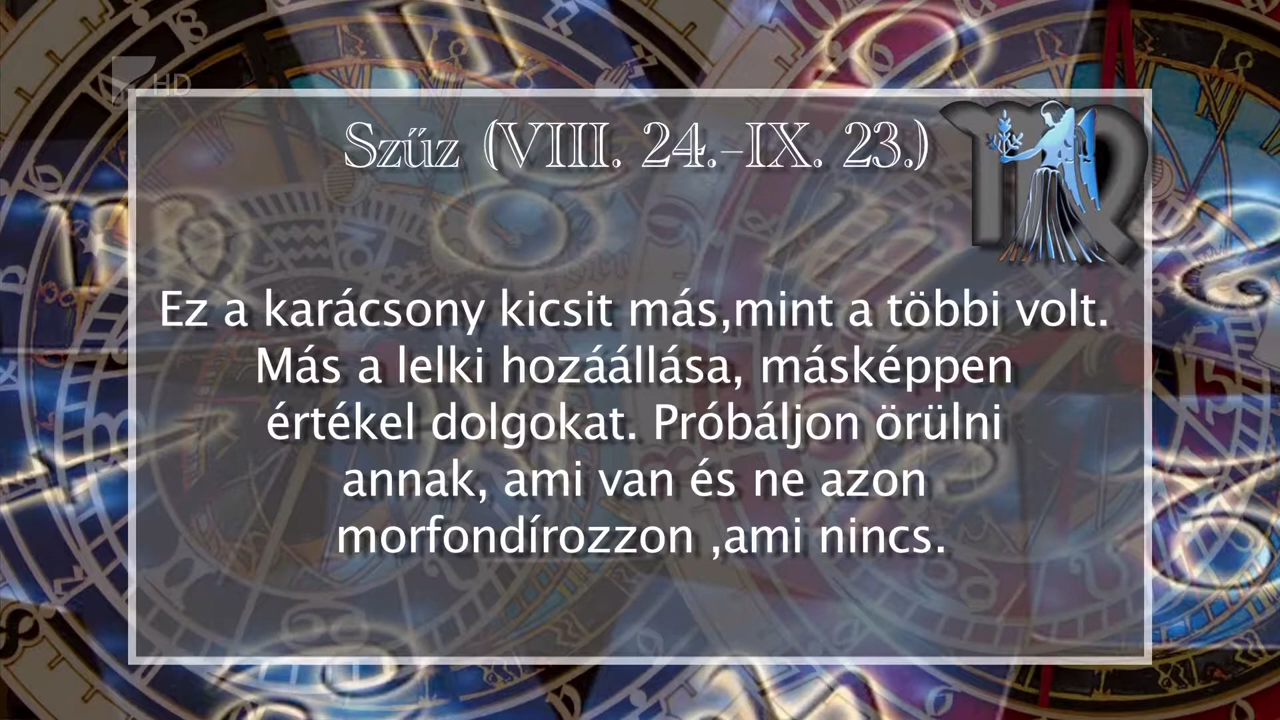 HD
Szűz (VIII. 24.-IX. 23.)
Ez a karácsony kicsit más,mint a többi volt.
Más a lelki hozáállása, másképpen
értékel dolgokat. Próbáljon örülni
annak, ami van és ne azon
morfondírozzon ,ami nincs.